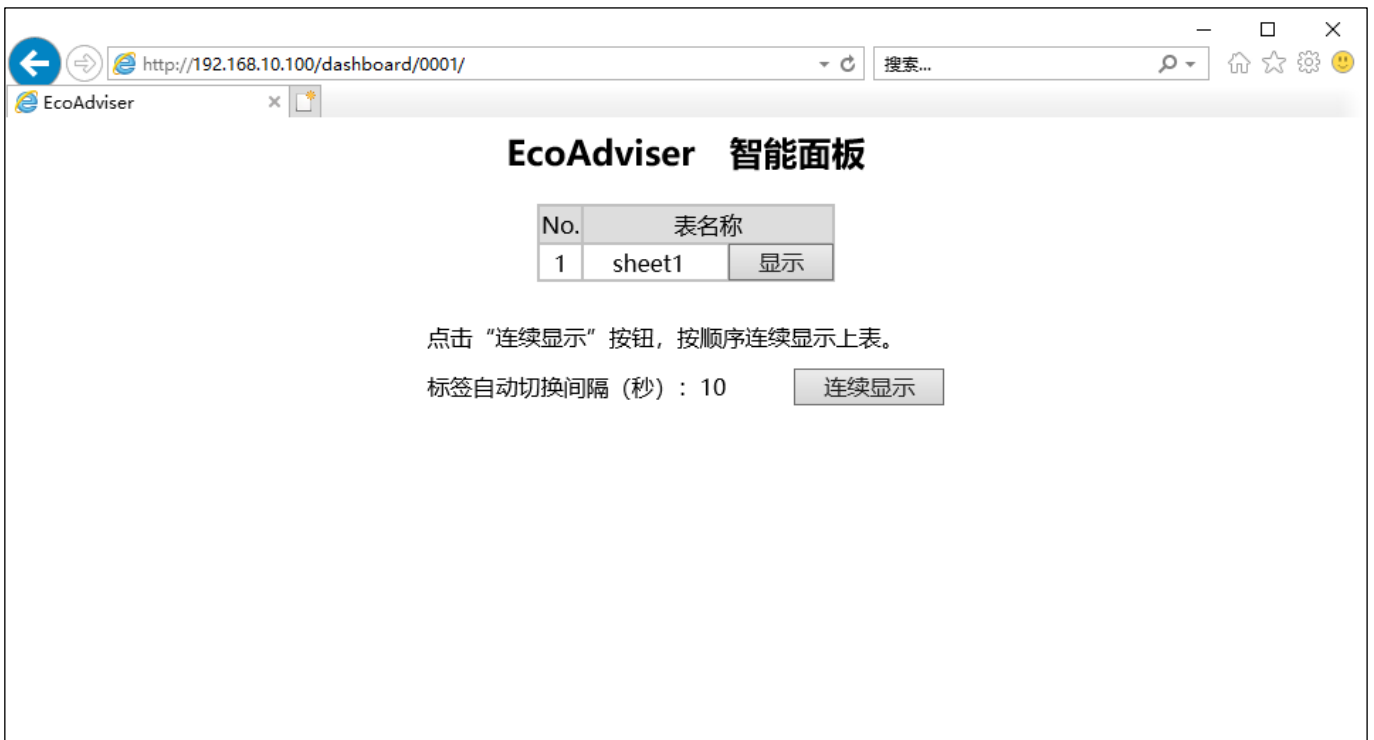 http://192.168.10.100/dashboard/0001/ 搜索...
EcoAdviser
EcoAdviser 智能面板
No. 表名称
1 sheet1 显示
点击“连续显示”按钮，按顺序连续显示上表。
标签自动切换间隔（秒）：10 连续显示